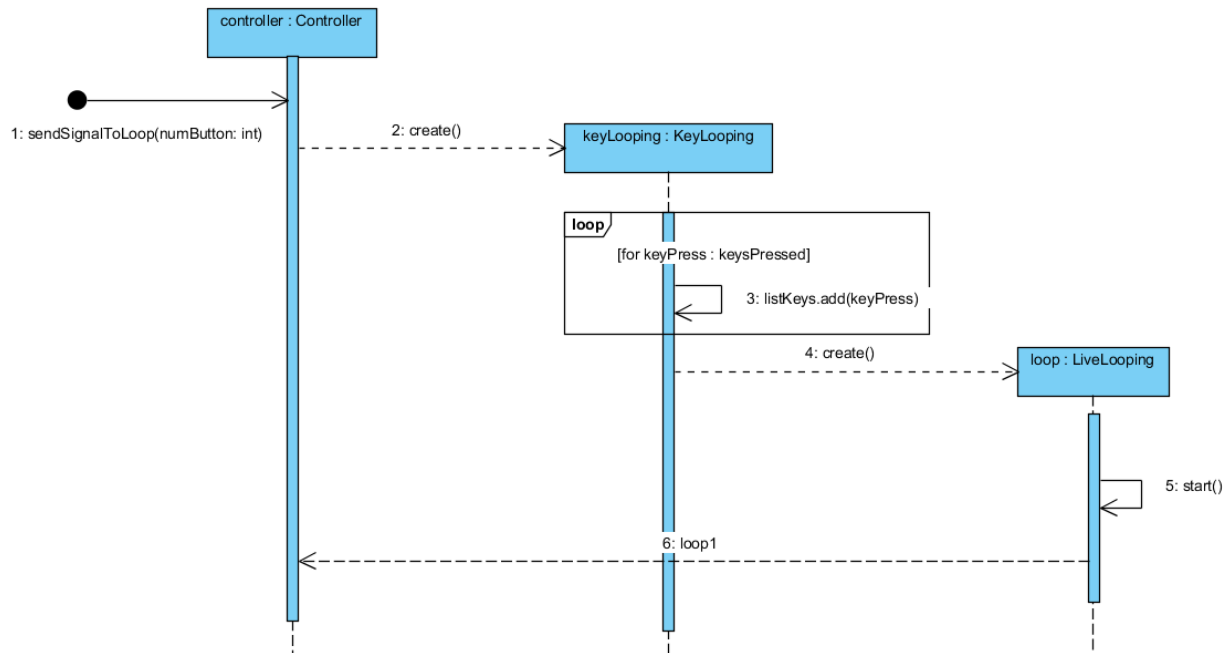 controller : Controller
1: sendSignalToLoop(numButton: int)
2: create()
keyLooping : KeyLooping
loop
[for keyPress : keysPressed]
3: listKeys.add(keyPress)
4: create()
loop : LiveLooping
5: start()
6: loop1